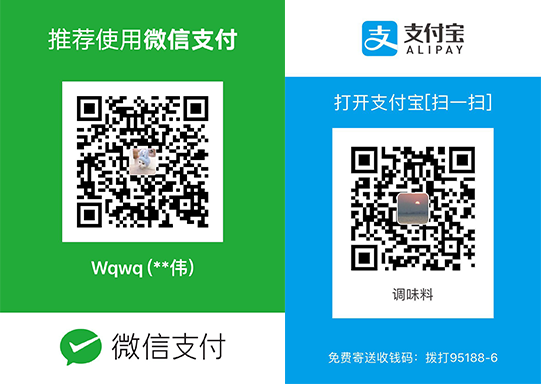 推荐使用微信支付
Wqwq (**伟)
微信支付
支 支付宝
ALIPAY
打开支付宝[扫一扫]
调味料
免费寄送收钱码：拨打95188-6